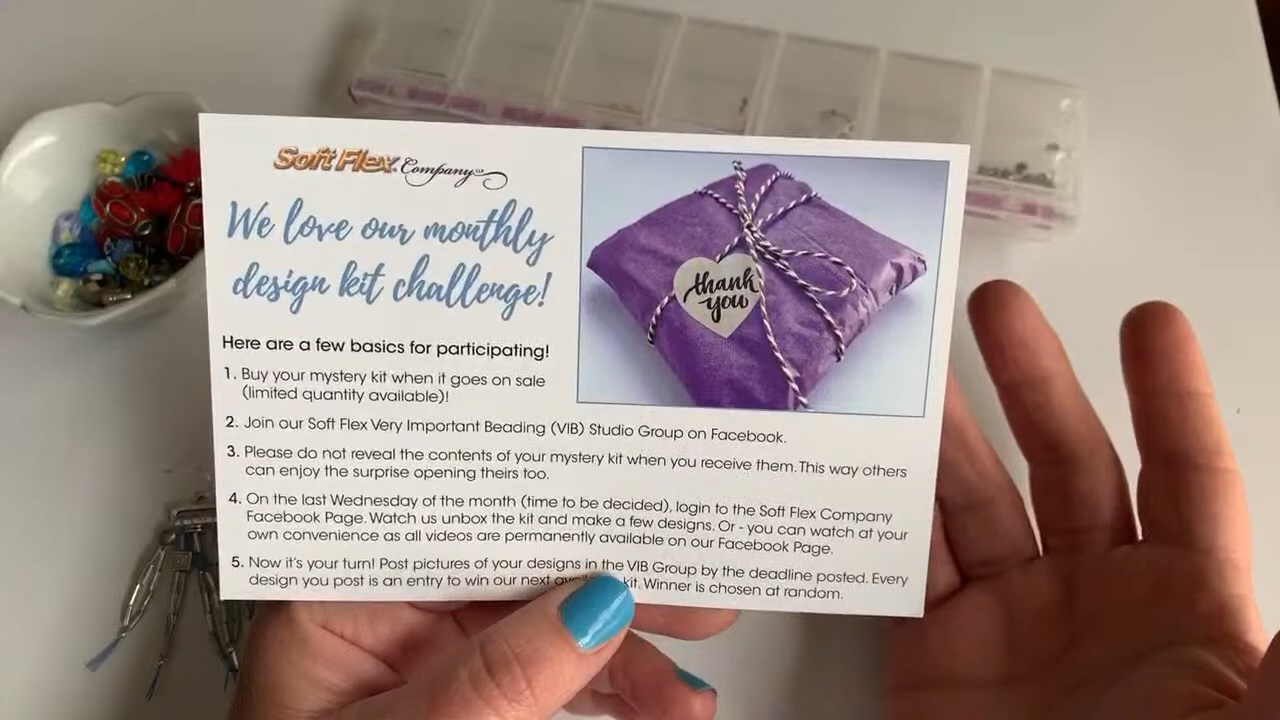 Soft Flex Company
We love our monthly
design kit challenge!
thank
you
Here are a few basics for participating!
1. Buy your mystery kit when it goes on sale
(limited quantity available)!
2. Join our Soft Flex Very Important Beading (VIB) Studio Group on Facebook.
3. Please do not reveal the contents of your mystery kit when you receive them. This way others
can enjoy the surprise opening theirs too.
4. On the last Wednesday of the month (time to be decided), login to the Soft Flex Company
Facebook Page. Watch us unbox the kit and make a few designs. Or - you can watch at your
own convenience as all videos are permanently available on our Facebook Page.
5. Now it's your turn! Post pictures of your designs in the VIB Group by the deadline posted. Every
design you post is an entry to win our next kit. Winner is chosen at random.